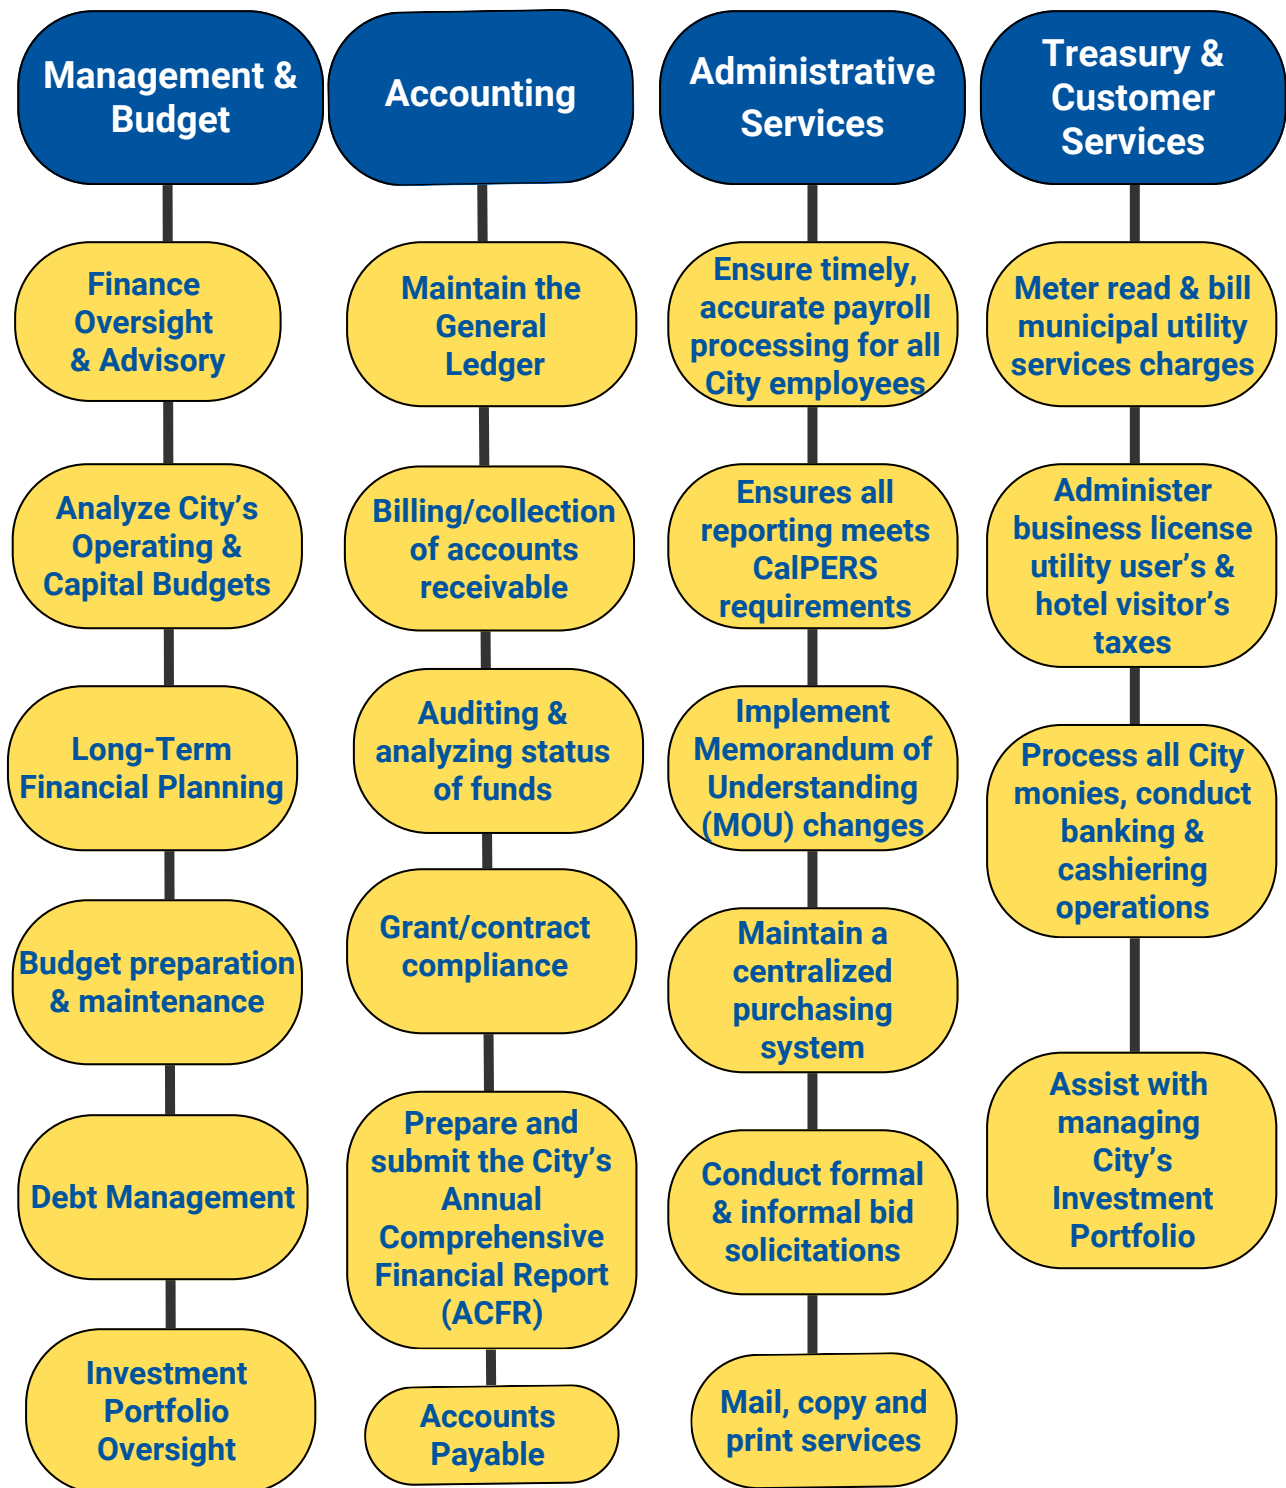 Management &
Budget
Finance
Oversight
& Advisory
Analyze City’s
Operating &
Capital Budgets
Long-Term
Financial Planning
Budget preparation
& maintenance
Debt Management
Investment
Portfolio
Oversight
Accounting
Maintain the
General
Ledger
Billing/collection
of accounts
receivable
Auditing &
analyzing status
of funds
Grant/contract
compliance
Prepare and
submit the City’s
Annual
Comprehensive
Financial Report
(ACFR)
Accounts
Payable
Administrative
Services
Ensure timely,
accurate payroll
processing for all
City employees
Ensures all
reporting meets
CalPERS
requirements
Implement
Memorandum of
Understanding
(MOU) changes
Maintain a
centralized
purchasing
system
Conduct formal
& informal bid
solicitations
Mail, copy and
print services
Treasury &
Customer
Services
Meter read & bill
municipal utility
services charges
Administer
business license
utility user’s &
hotel visitor’s
taxes
Process all City
monies, conduct
banking &
cashiering
operations
Assist with
managing
City’s
Investment
Portfolio